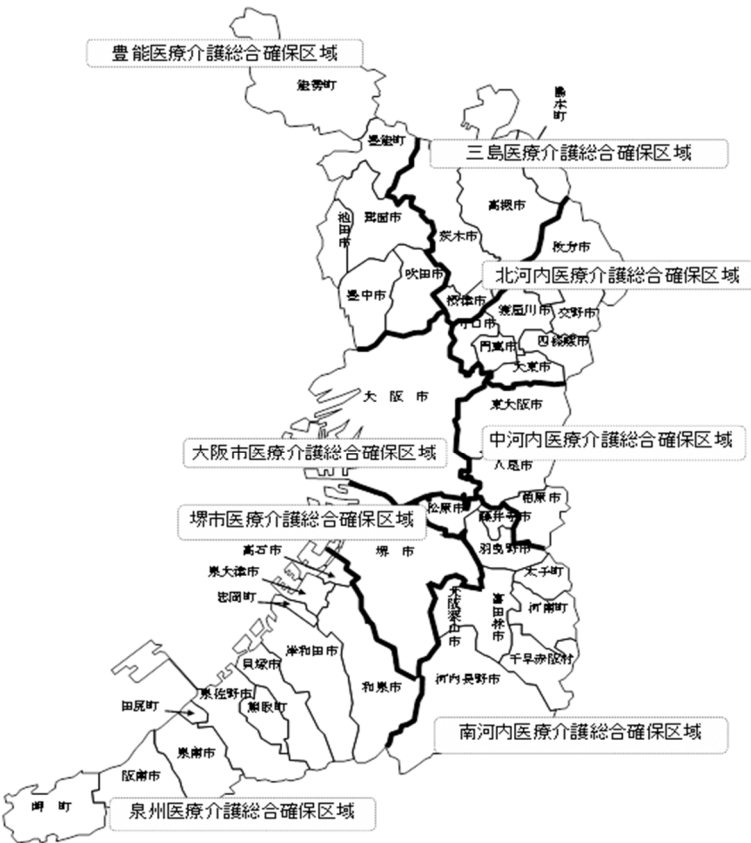 豊能医療介護総合確保区域
能勢町
島本町
豊能町
三島医療介護総合確保区域
高槻市
池田市
箕面市
茨木市
枚方市
吹田市
北河内医療介護総合確保区域
豊中市
摂津市
寝屋川市
交野市
守口市
門真市
四條畷市
大東市
大阪市
東大阪市
大阪市医療介護総合確保区域
中河内医療介護総合確保区域
八尾市
柏原市
松原市
藤井寺市
堺市医療介護総合確保区域
堺市
羽曳野市
高石市
泉大津市
太子町
忠岡町
大阪狭山市
富田林市
河南町
岸和田市
千早赤阪村
貝塚市
和泉市
河内長野市
泉佐野市
熊取町
田尻町
南河内医療介護総合確保区域
泉南市
阪南市
岬町
泉州医療介護総合確保区域